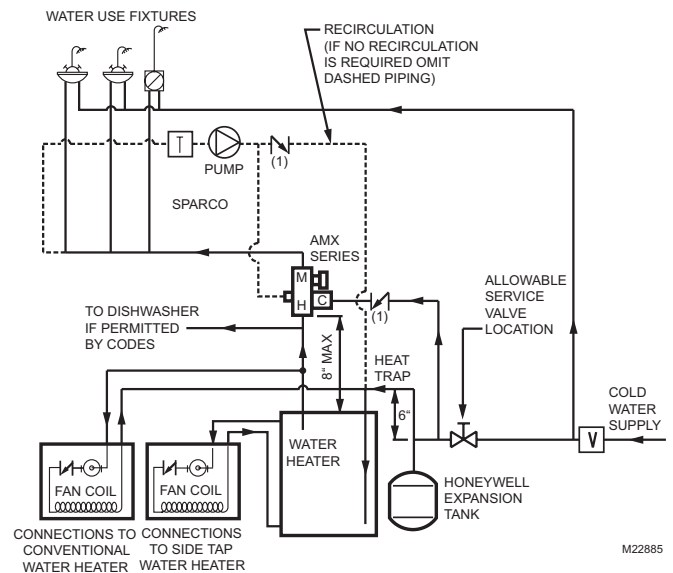 WATER USE FIXTURES
RECIRCULATION
(IF NO RECIRCULATION
IS REQUIRED OMIT
DASHED PIPING)
T
PUMP
(1)
SPARCO
AMX
SERIES
M
H
C
(1)
ALLOWABLE
SERVICE
VALVE
LOCATION
TO DISHWASHER
IF PERMITTED
BY CODES
8" MAX
HEAT
TRAP
6"
COLD
WATER
SUPPLY
V
WATER
HEATER
FAN COIL
FAN COIL
HONEYWELL
EXPANSION
TANK
CONNECTIONS TO
CONVENTIONAL
WATER HEATER
CONNECTIONS
TO SIDE TAP
WATER HEATER
M22885